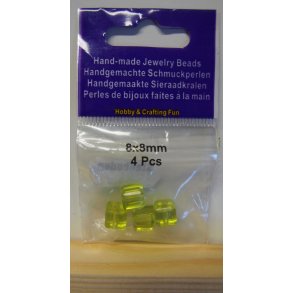 Hand-made Jewelry Beads
Handgemachte Schmuckperlen
Handgemaakte Sieraadkralen
Perles de bijoux faites a la main
Hobby & Crafting Fun
8x8mm
4 Pcs